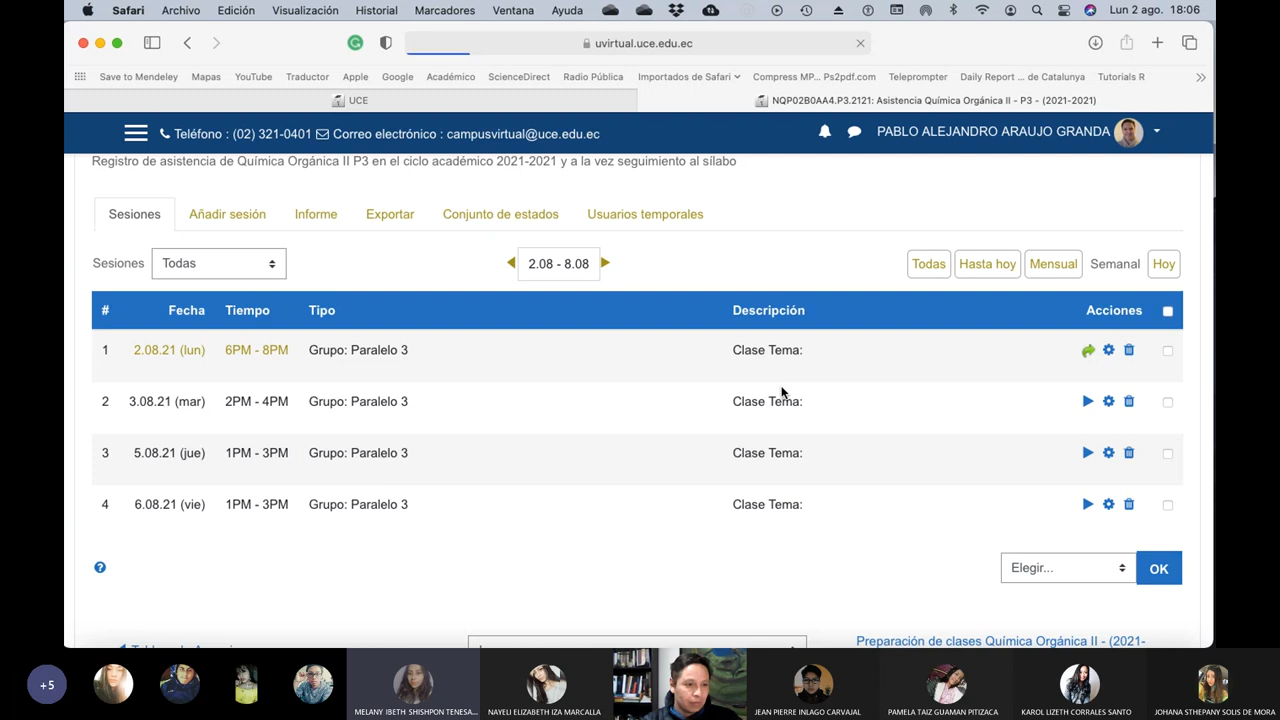 Safari Archivo Edición Visualización Historial Marcadores Ventana Ayuda Lun 2 ago. 18:06
uvirtual.uce.edu.ec
Save to Mendeley Mapas YouTube Traductor Apple Google Académico ScienceDirect Radio Pública Importados de Safari Compress MP... Ps2pdf.com Teleprompter Daily Report ... de Catalunya Tutorials R
UCE NQP02B0AA4.P3.2121: Asistencia Química Orgánica II - P3 - (2021-2021)
Teléfono : (02) 321-0401 Correo electrónico : campusvirtual@uce.edu.ec PABLO ALEJANDRO ARAUJO GRANDA
Registro de asistencia de Química Orgánica II P3 en el ciclo académico 2021-2021 y a la vez seguimiento al sílabo
Sesiones Añadir sesión Informe Exportar Conjunto de estados Usuarios temporales
Sesiones Todas 2.08 - 8.08 Todas Hasta hoy Mensual Semanal Hoy
# Fecha Tiempo Tipo Descripción Acciones
1 2.08.21 (lun) 6PM - 8PM Grupo: Paralelo 3 Clase Tema:
2 3.08.21 (mar) 2PM - 4PM Grupo: Paralelo 3 Clase Tema:
3 5.08.21 (jue) 1PM - 3PM Grupo: Paralelo 3 Clase Tema:
4 6.08.21 (vie) 1PM - 3PM Grupo: Paralelo 3 Clase Tema:
? Elegir... OK
Preparación de clases Química Orgánica II - (2021-
+5 MELANY IBETH SHISHPON TENESA... NAYELI ELIZABETH IZA MARCALLA JEAN PIERRE INLAGO CARVAJAL PAMELA TAIZ GUAMAN PITIZACA KAROL LIZETH CORRALES SANTO JOHANA STHEPANY SOLIS DE MORA